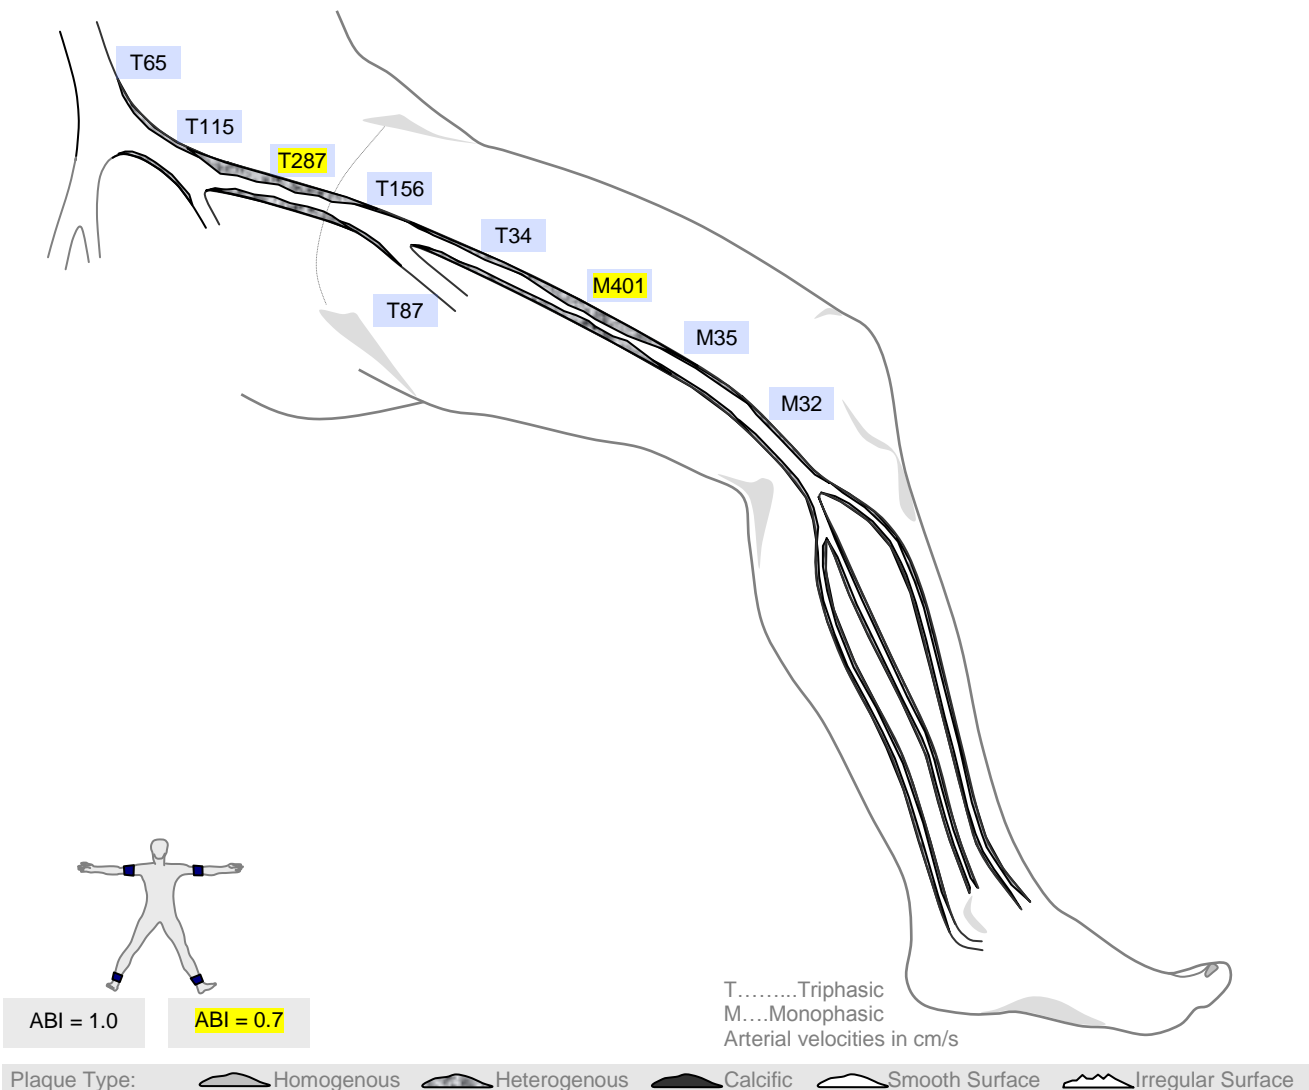 T65
T115
T287
T156
T34
M401
T87
M35
M32
ABI = 1.0
ABI = 0.7
T.........Triphasic
M....Monophasic
Arterial velocities in cm/s
Plaque Type: Homogenous Heterogenous Calcific Smooth Surface Irregular Surface